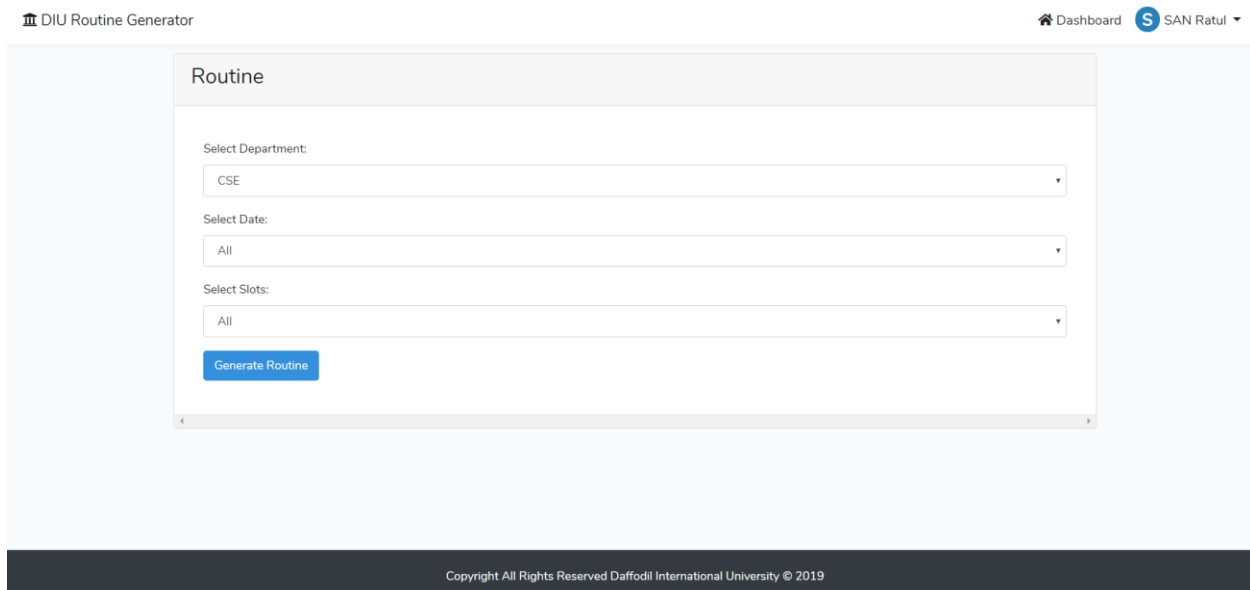 DIU Routine Generator
Dashboard S SAN Ratul
Routine
Select Department:
CSE
Select Date:
All
Select Slots:
All
Generate Routine
Copyright All Rights Reserved Daffodil International University © 2019